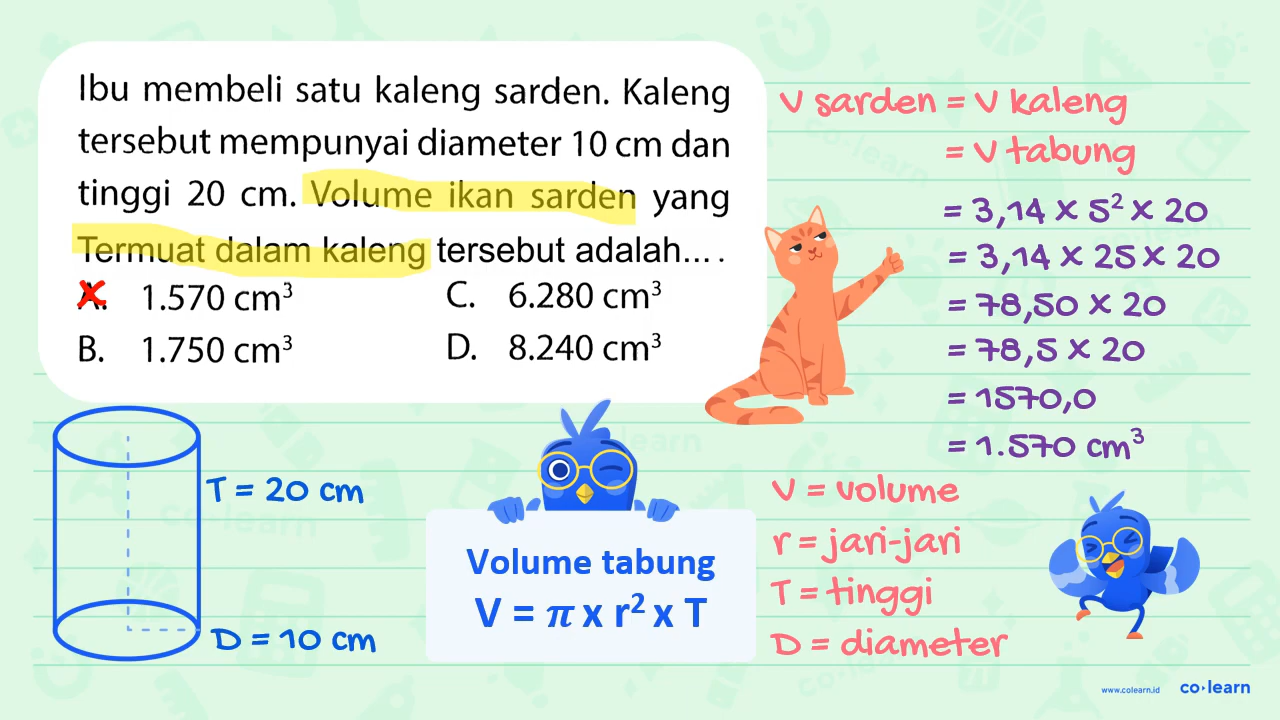 Ibu membeli satu kaleng sarden. Kaleng
tersebut mempunyai diameter 10 cm dan
tinggi 20 cm. Volume ikan sarden yang
Termuat dalam kaleng tersebut adalah... .
A. 1.570 cm³
B. 1.750 cm³
C. 6.280 cm³
D. 8.240 cm³
V sarden = V kaleng
= V tabung
= 3,14 × 5² × 20
= 3,14 × 25 × 20
= 78,50 × 20
= 78,5 × 20
= 1570,0
= 1.570 cm³
T = 20 cm
D = 10 cm
Volume tabung
V = π x r² x T
V = volume
r = jari-jari
T = tinggi
D = diameter
www.colearn.id
co·learn